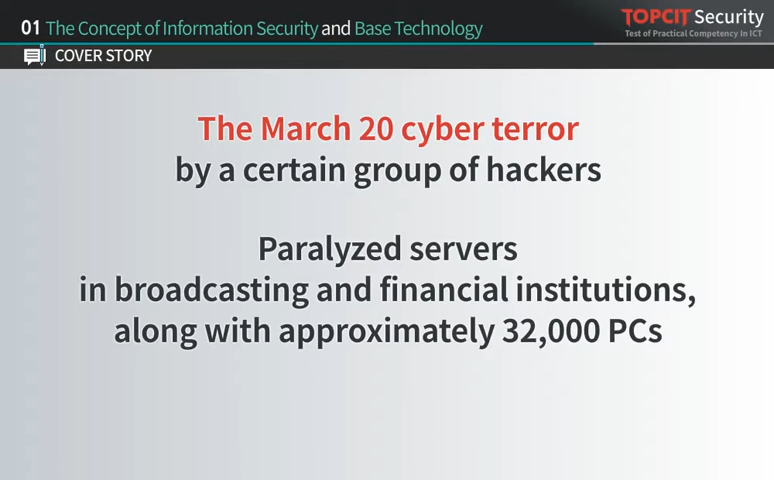 01 The Concept of Information Security and Base Technology
TOPCIT Security
Test of Practical Competency In ICT
COVER STORY
The March 20 cyber terror
by a certain group of hackers
Paralyzed servers
in broadcasting and financial institutions,
along with approximately 32,000 PCs